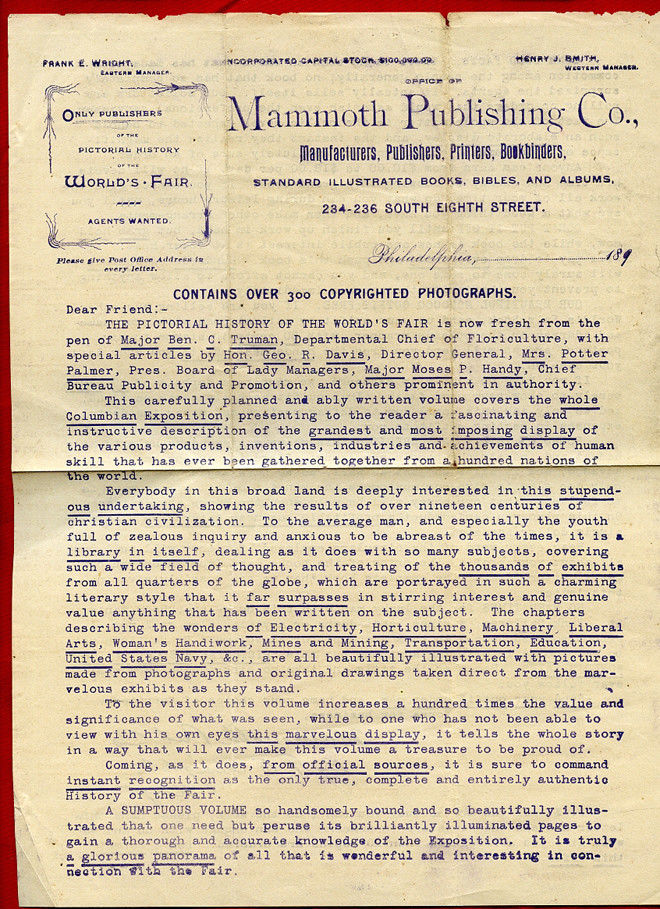 FRANK E. WRIGHT,
EASTERN MANAGER.
INCORPORATED CAPITAL STOCK, $100,000.00.
HENRY J. SMITH,
WESTERN MANAGER.
OFFICE OF
Mammoth Publishing Co.,
Manufacturers, Publishers, Printers, Bookbinders,
STANDARD ILLUSTRATED BOOKS, BIBLES, AND ALBUMS,
234-236 SOUTH EIGHTH STREET.
ONLY PUBLISHERS
OF THE
PICTORIAL HISTORY
OF THE
WORLD'S · FAIR.
AGENTS WANTED.
Please give Post Office Address in
every letter.
Philadelphia, 189
CONTAINS OVER 300 COPYRIGHTED PHOTOGRAPHS.
Dear Friend:-
THE PICTORIAL HISTORY OF THE WORLD'S FAIR is now fresh from the
pen of Major Ben. C. Truman, Departmental Chief of Floriculture, with
special articles by Hon. Geo. R. Davis, Director General, Mrs. Potter
Palmer, Pres. Board of Lady Managers, Major Moses P. Handy, Chief
Bureau Publicity and Promotion, and others prominent in authority.
This carefully planned and ably written volume covers the whole
Columbian Exposition, presenting to the reader a fascinating and
instructive description of the grandest and most imposing display of
the various products, inventions, industries and achievements of human
skill that has ever been gathered together from a hundred nations of
the world.
Everybody in this broad land is deeply interested in this stupend-
ous undertaking, showing the results of over nineteen centuries of
christian civilization. To the average man, and especially the youth
full of zealous inquiry and anxious to be abreast of the times, it is a
library in itself, dealing as it does with so many subjects, covering
such a wide field of thought, and treating of the thousands of exhibits
from all quarters of the globe, which are portrayed in such a charming
literary style that it far surpasses in stirring interest and genuine
value anything that has been written on the subject. The chapters
describing the wonders of Electricity, Horticulture, Machinery, Liberal
Arts, Woman's Handiwork, Mines and Mining, Transportation, Education,
United States Navy, &c., are all beautifully illustrated with pictures
made from photographs and original drawings taken direct from the mar-
velous exhibits as they stand.
To the visitor this volume increases a hundred times the value and
significance of what was seen, while to one who has not been able to
view with his own eyes this marvelous display, it tells the whole story
in a way that will ever make this volume a treasure to be proud of.
Coming, as it does, from official sources, it is sure to command
instant recognition as the only true, complete and entirely authentic
History of the Fair.
A SUMPTUOUS VOLUME so handsomely bound and so beautifully illus-
trated that one need but peruse its brilliantly illuminated pages to
gain a thorough and accurate knowledge of the Exposition. It is truly
a glorious panorama of all that is wonderful and interesting in con-
nection with the Fair.